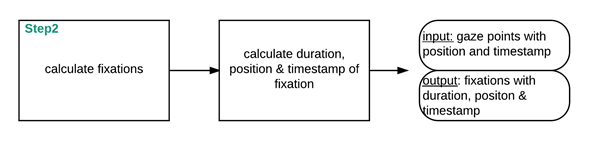 Step2
calculate fixations
calculate duration,
position & timestamp of
fixation
input: gaze points with
position and timestamp
output: fixations with
duration, positon &
timestamp